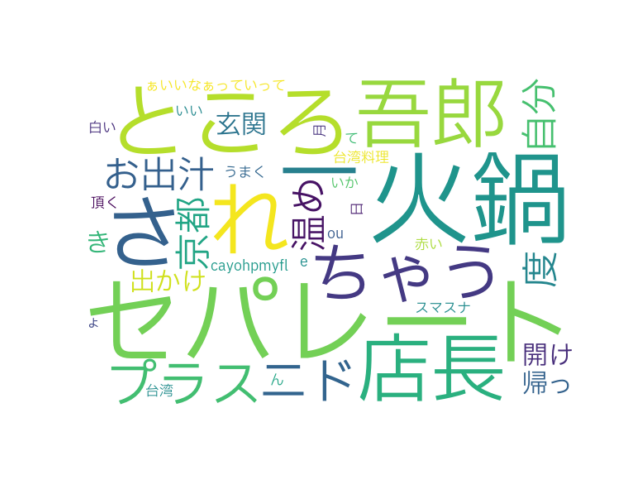 ぁいいなぁっていって
ところ
吾郎
自分
白い
いい
玄関
月
て
台湾料理
お出汁
うまく
一
火鍋
いか
頂く
さ
れ
温め
日
き
京都
ou
赤い
度
cayohpmyfl
e
ちゃう
出かけ
セパレート
スマスナ
ょ
プラス
ニド
店長
開け
台湾
ん
帰っ